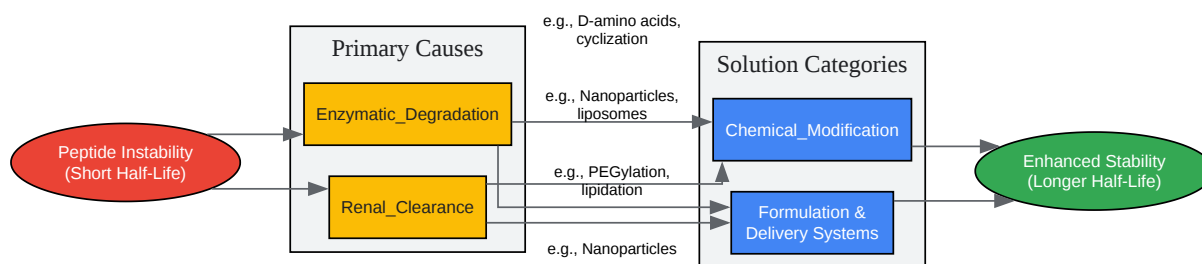 e.g., D-amino acids,
cyclization
Primary Causes
Solution Categories
Enzymatic_Degradation
e.g., Nanoparticles,
liposomes
Chemical_Modification
Peptide Instability
(Short Half-Life)
Enhanced Stability
(Longer Half-Life)
e.g., PEGylation,
lipidation
Renal_Clearance
Formulation &
Delivery Systems
e.g., Nanoparticles